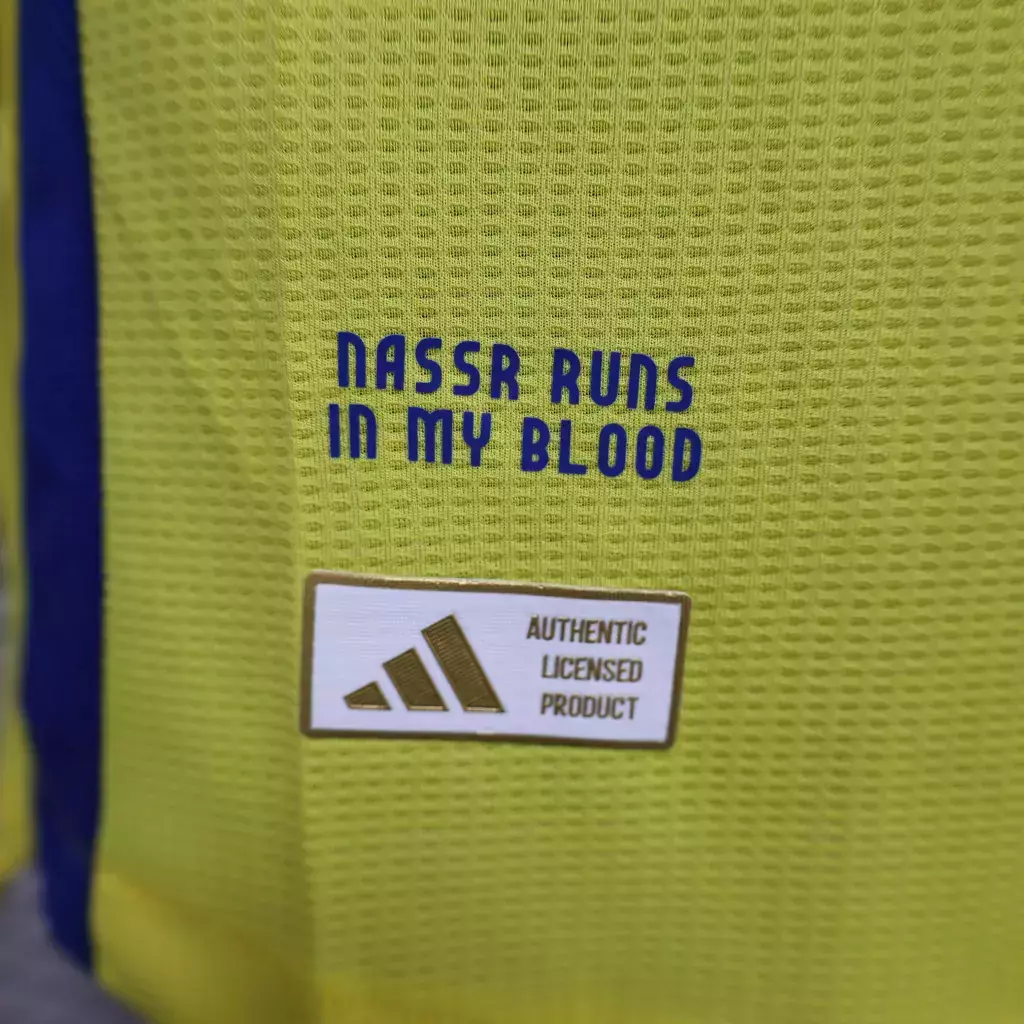 NASSR RUNS
IN MY BLOOD
AUTHENTIC
LICENSED
PRODUCT